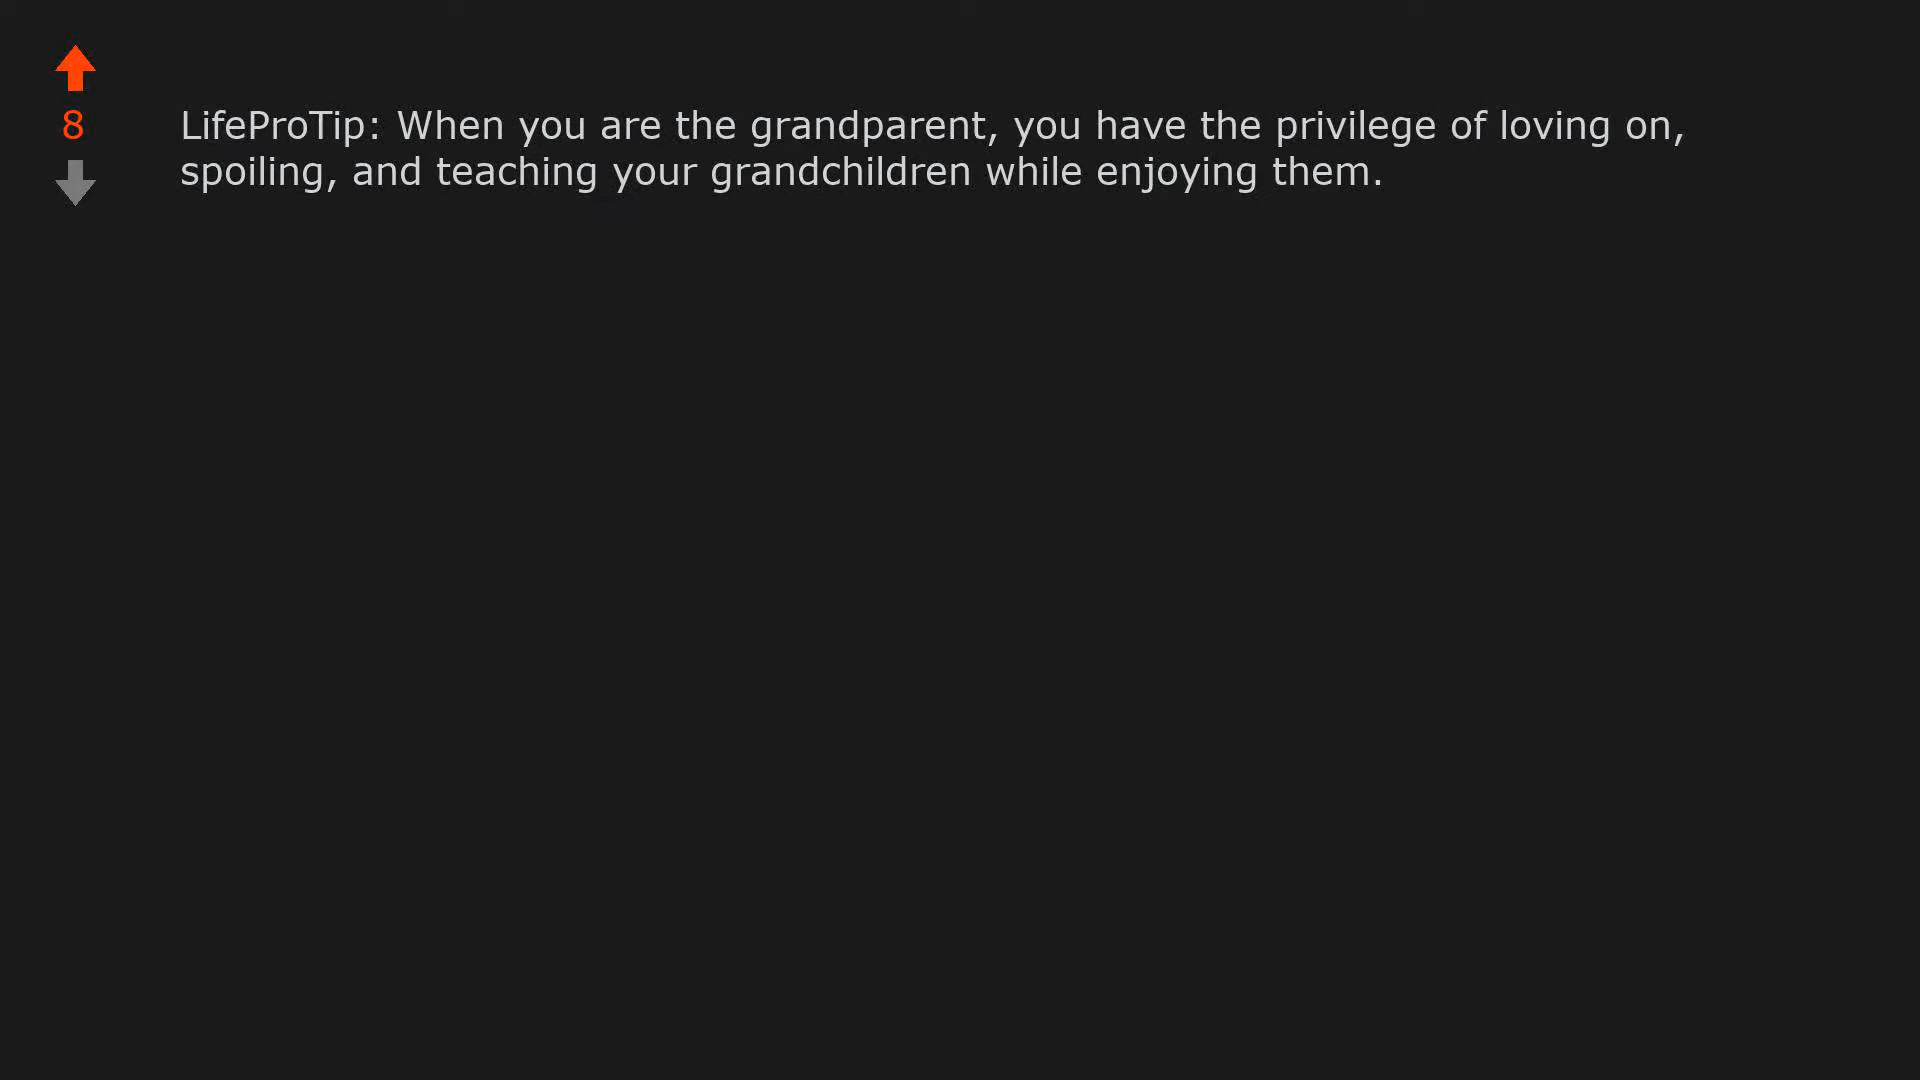 8
LifeProTip: When you are the grandparent, you have the privilege of loving on,
spoiling, and teaching your grandchildren while enjoying them.